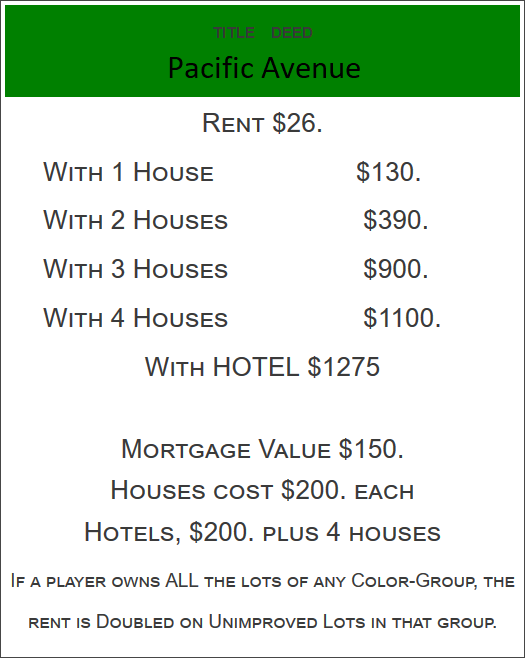 TITLE DEED
Pacific Avenue
Rent $26.
With 1 House $130.
With 2 Houses $390.
With 3 Houses $900.
With 4 Houses $1100.
With HOTEL $1275
Mortgage Value $150.
Houses cost $200. each
Hotels, $200. plus 4 houses
If a player owns ALL the lots of any Color-Group, the
rent is Doubled on Unimproved Lots in that group.